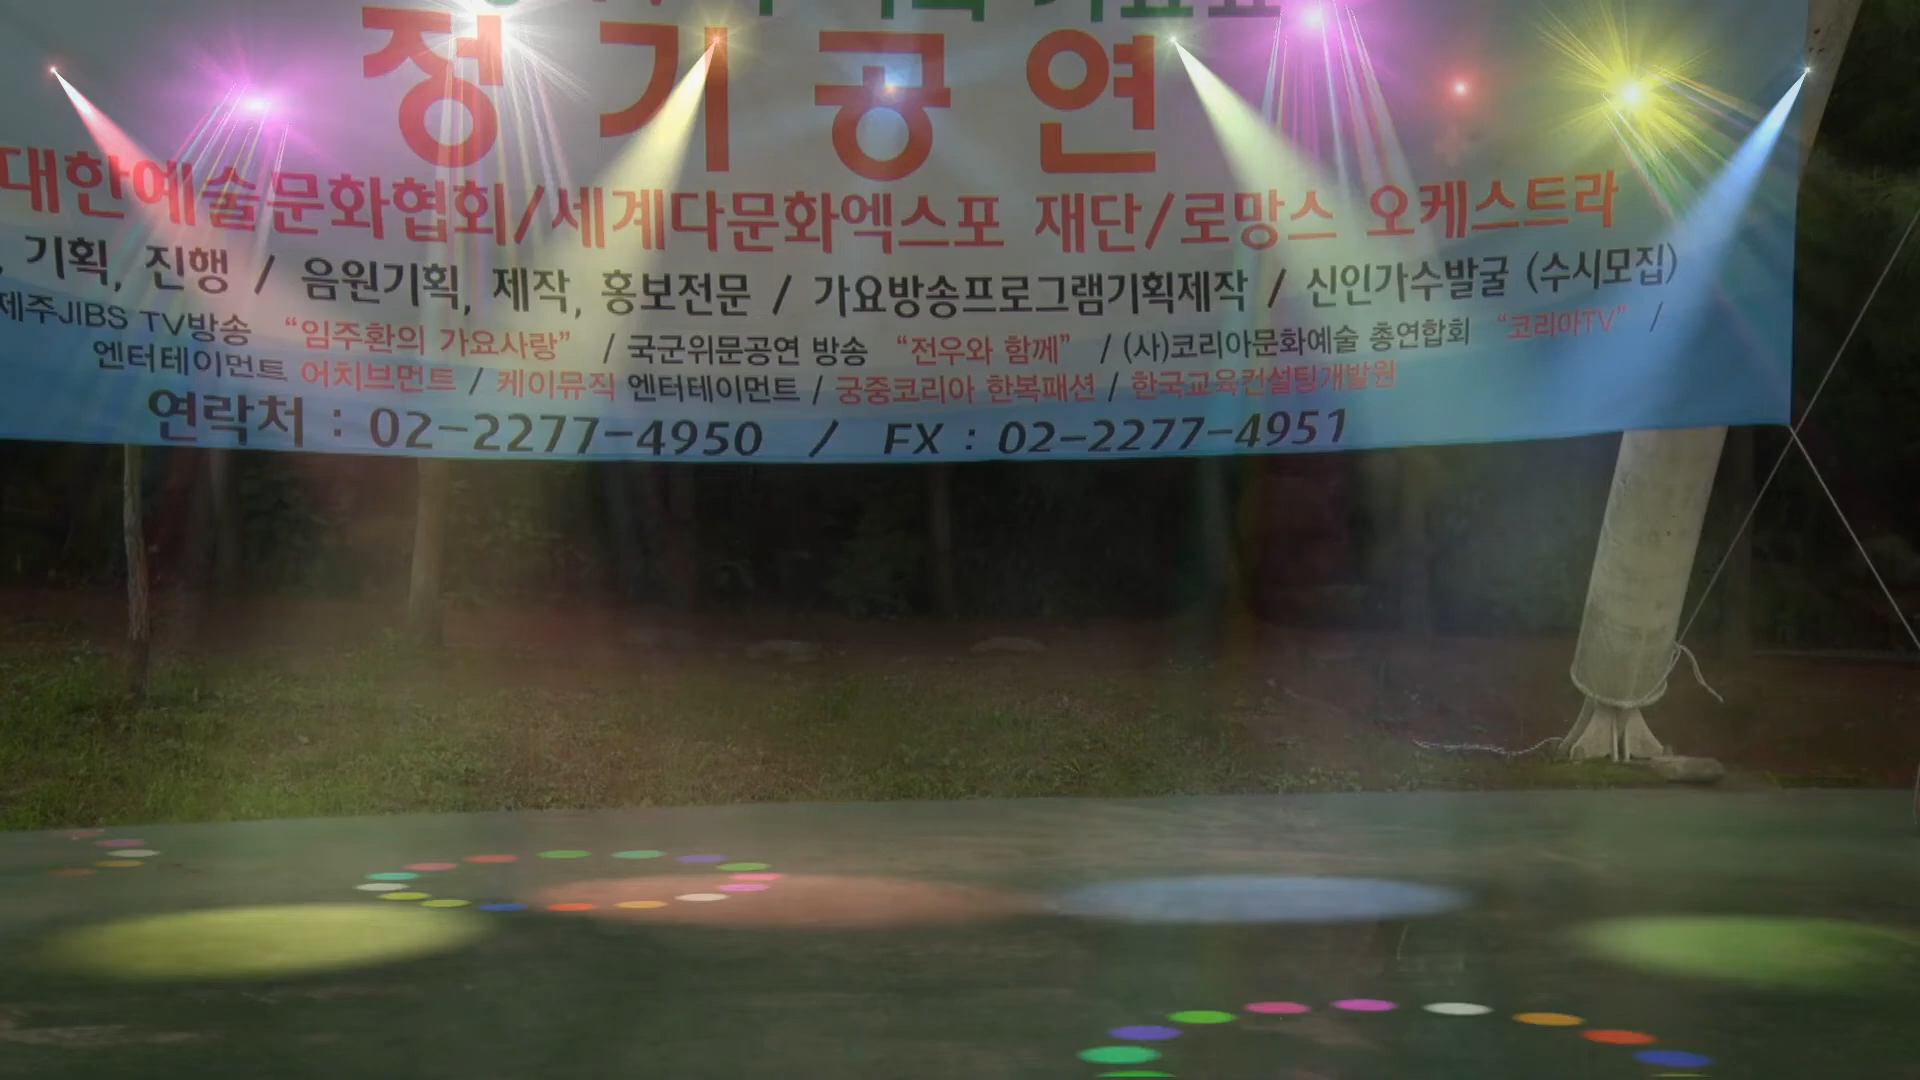 정기공연
대한예술문화협회/세계다문화엑스포 재단/로망스 오케스트라
, 기획, 진행 / 음원기획, 제작, 홍보전문 / 가요방송프로그램기획제작 / 신인가수발굴 (수시모집)
제주JIBS TV방송 “임주환의 가요사랑” / 국군위문공연 방송 “전우와 함께” / (사)코리아문화예술 총연합회 “코리아TV” /
엔터테이먼트 어치브먼트 / 케이뮤직 엔터테이먼트 / 궁중코리아 한복패션 / 한국교육컨설팅개발원
연락처 : 02-2277-4950 / FX : 02-2277-4951